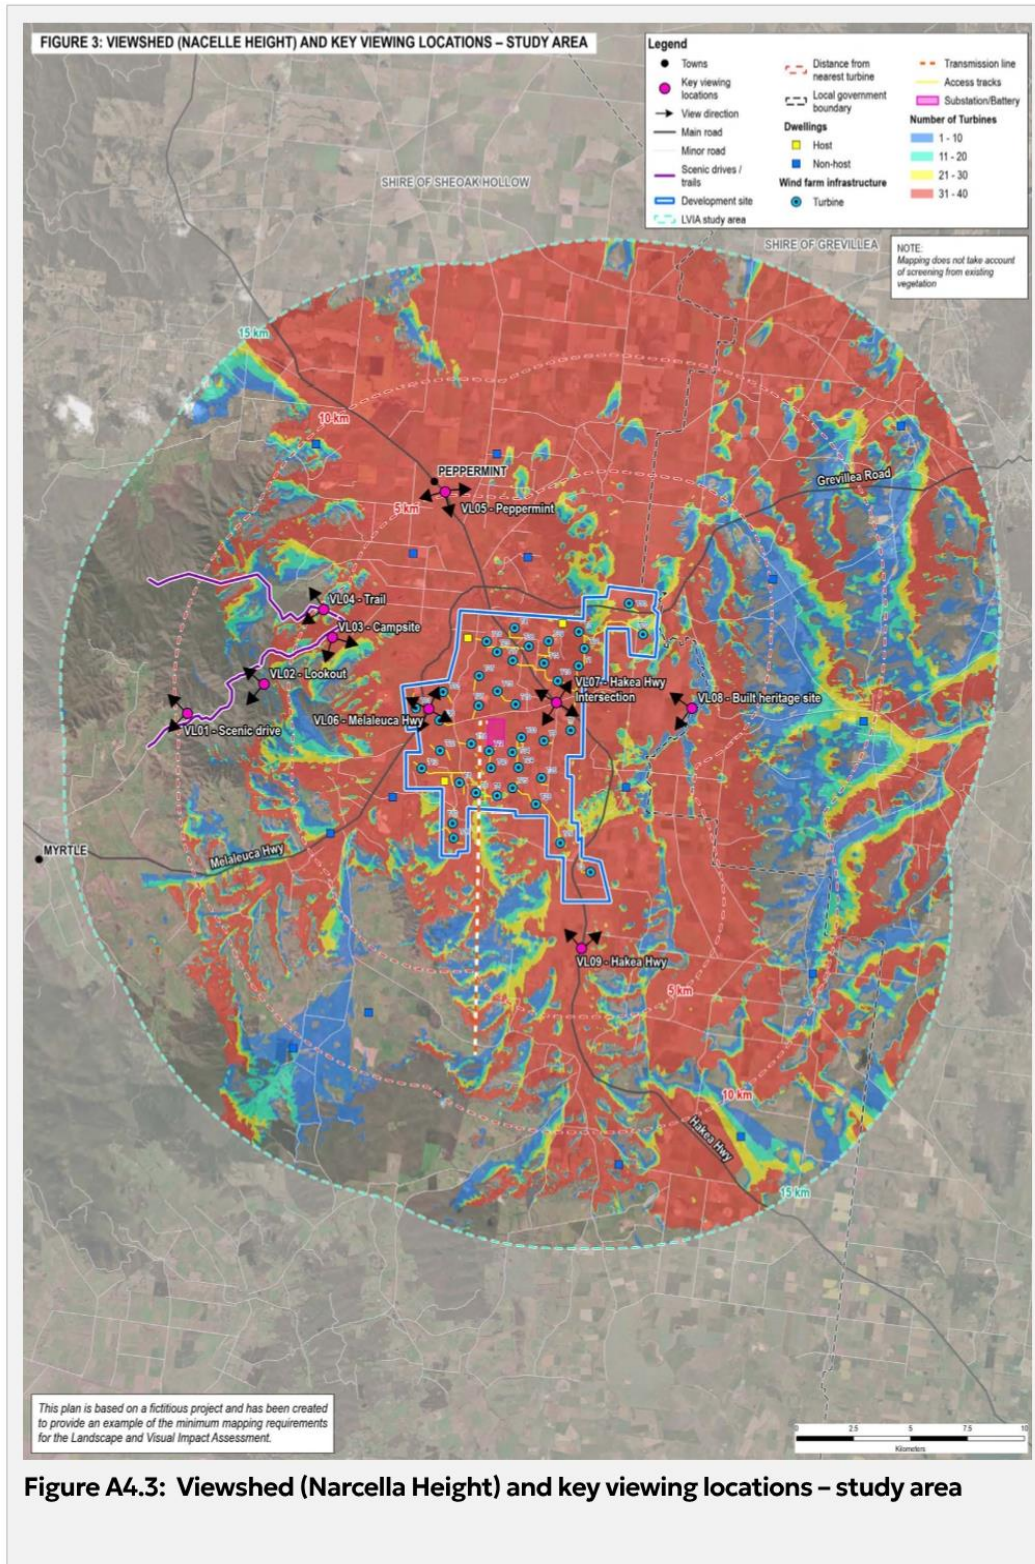 FIGURE 3: VIEWSHED (NACELLE HEIGHT) AND KEY VIEWING LOCATIONS – STUDY AREA
Legend
Towns
Key viewing
locations
View direction
Main road
Minor road
Scenic drives /
trails
Development site
LVIA study area
Distance from
nearest turbine
Local government
boundary
Dwellings
Host
Non-host
Wind farm infrastructure
Turbine
Transmission line
Access tracks
Substation/Battery
Number of Turbines
1 - 10
11 - 20
21 - 30
31 - 40
NOTE:
Mapping does not take account
of screening from existing
vegetation
SHIRE OF SHEOAK HOLLOW
SHIRE OF GREVILLEA
15 km
10 km
PEPPERMINT
5 km
VL05 - Peppermint
Grevillea Road
VL04 - Trail
VL03 - Campsite
VL02 - Lookout
VL01 - Scenic drive
VL06 - Melaleuca Hwy
VL07 - Hakea Hwy
Intersection
VL08 - Built heritage site
MYRTLE
Melaleuca Hwy
VL09 - Hakea Hwy
5 km
10 km
Hakea Hwy
15 km
This plan is based on a fictitious project and has been created
to provide an example of the minimum mapping requirements
for the Landscape and Visual Impact Assessment.
0 2.5 5 7.5 10
Kilometers
Figure A4.3: Viewshed (Narcella Height) and key viewing locations – study area